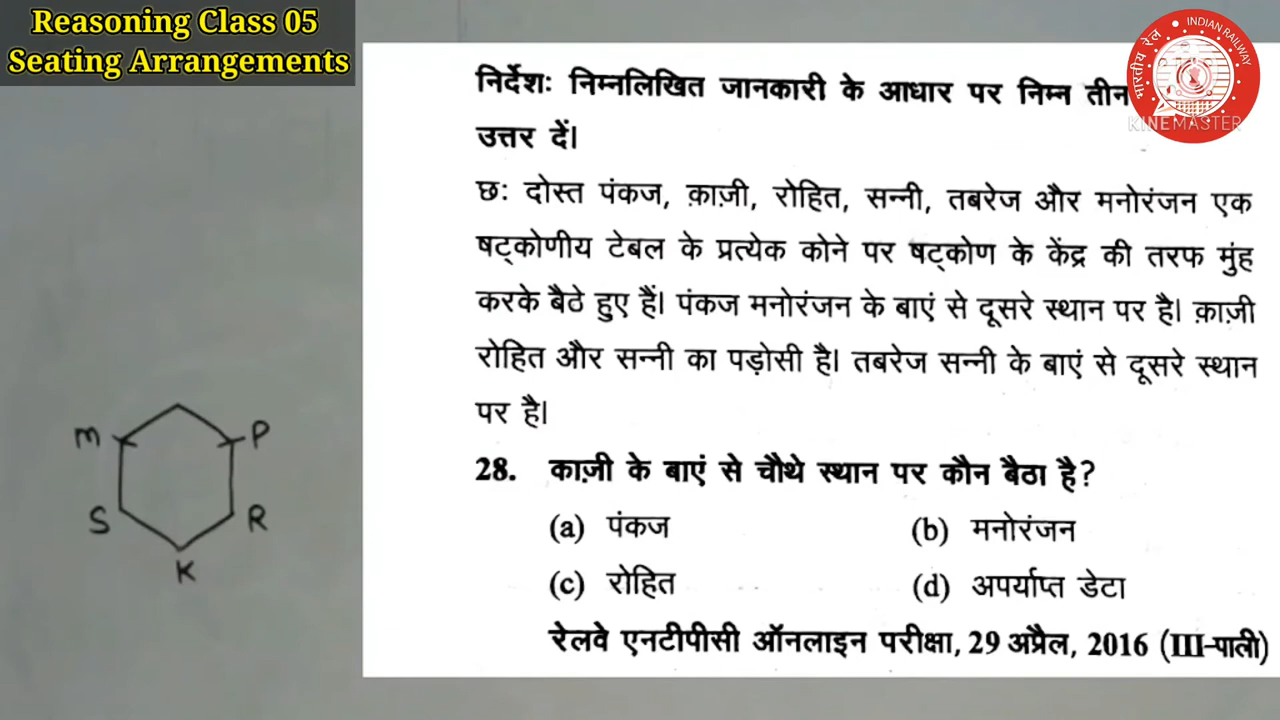 Reasoning Class 05
Seating Arrangements
INDIAN RAILWAY
भारतीय रेल
KINEMASTER
निर्देशः निम्नलिखित जानकारी के आधार पर निम्न तीन
उत्तर दें।
छः दोस्त पंकज, क़ाज़ी, रोहित, सन्नी, तबरेज और मनोरंजन एक
षट्कोणीय टेबल के प्रत्येक कोने पर षट्कोण के केंद्र की तरफ मुंह
करके बैठे हुए हैं। पंकज मनोरंजन के बाएं से दूसरे स्थान पर है। क़ाज़ी
रोहित और सन्नी का पड़ोसी है। तबरेज सन्नी के बाएं से दूसरे स्थान
पर है।
28. काज़ी के बाएं से चौथे स्थान पर कौन बैठा है?
(a) पंकज (b) मनोरंजन
(c) रोहित (d) अपर्याप्त डेटा
रेलवे एनटीपीसी ऑनलाइन परीक्षा, 29 अप्रैल, 2016 (III-पाली)
M P
S R
K